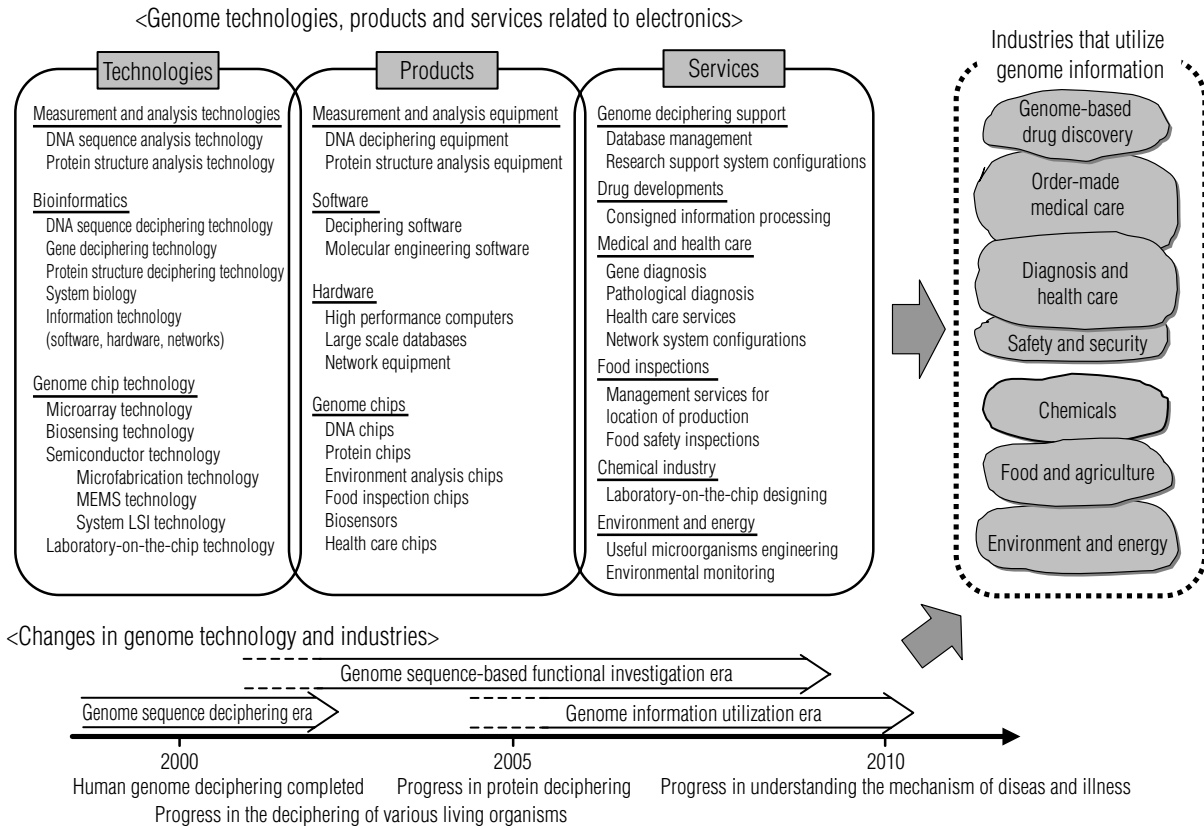 <Genome technologies, products and services related to electronics>
Technologies
Measurement and analysis technologies
DNA sequence analysis technology
Protein structure analysis technology
Bioinformatics
DNA sequence deciphering technology
Gene deciphering technology
Protein structure deciphering technology
System biology
Information technology
(software, hardware, networks)
Genome chip technology
Microarray technology
Biosensing technology
Semiconductor technology
Microfabrication technology
MEMS technology
System LSI technology
Laboratory-on-the-chip technology
Products
Measurement and analysis equipment
DNA deciphering equipment
Protein structure analysis equipment
Software
Deciphering software
Molecular engineering software
Hardware
High performance computers
Large scale databases
Network equipment
Genome chips
DNA chips
Protein chips
Environment analysis chips
Food inspection chips
Biosensors
Health care chips
Services
Genome deciphering support
Database management
Research support system configurations
Drug developments
Consigned information processing
Medical and health care
Gene diagnosis
Pathological diagnosis
Health care services
Network system configurations
Food inspections
Management services for
location of production
Food safety inspections
Chemical industry
Laboratory-on-the-chip designing
Environment and energy
Useful microorganisms engineering
Environmental monitoring
Industries that utilize
genome information
Genome-based
drug discovery
Order-made
medical care
Diagnosis and
health care
Safety and security
Chemicals
Food and agriculture
Environment and energy
<Changes in genome technology and industries>
Genome sequence-based functional investigation era
Genome sequence deciphering era
Genome information utilization era
2000
2005
2010
Human genome deciphering completed
Progress in protein deciphering
Progress in understanding the mechanism of diseas and illness
Progress in the deciphering of various living organisms